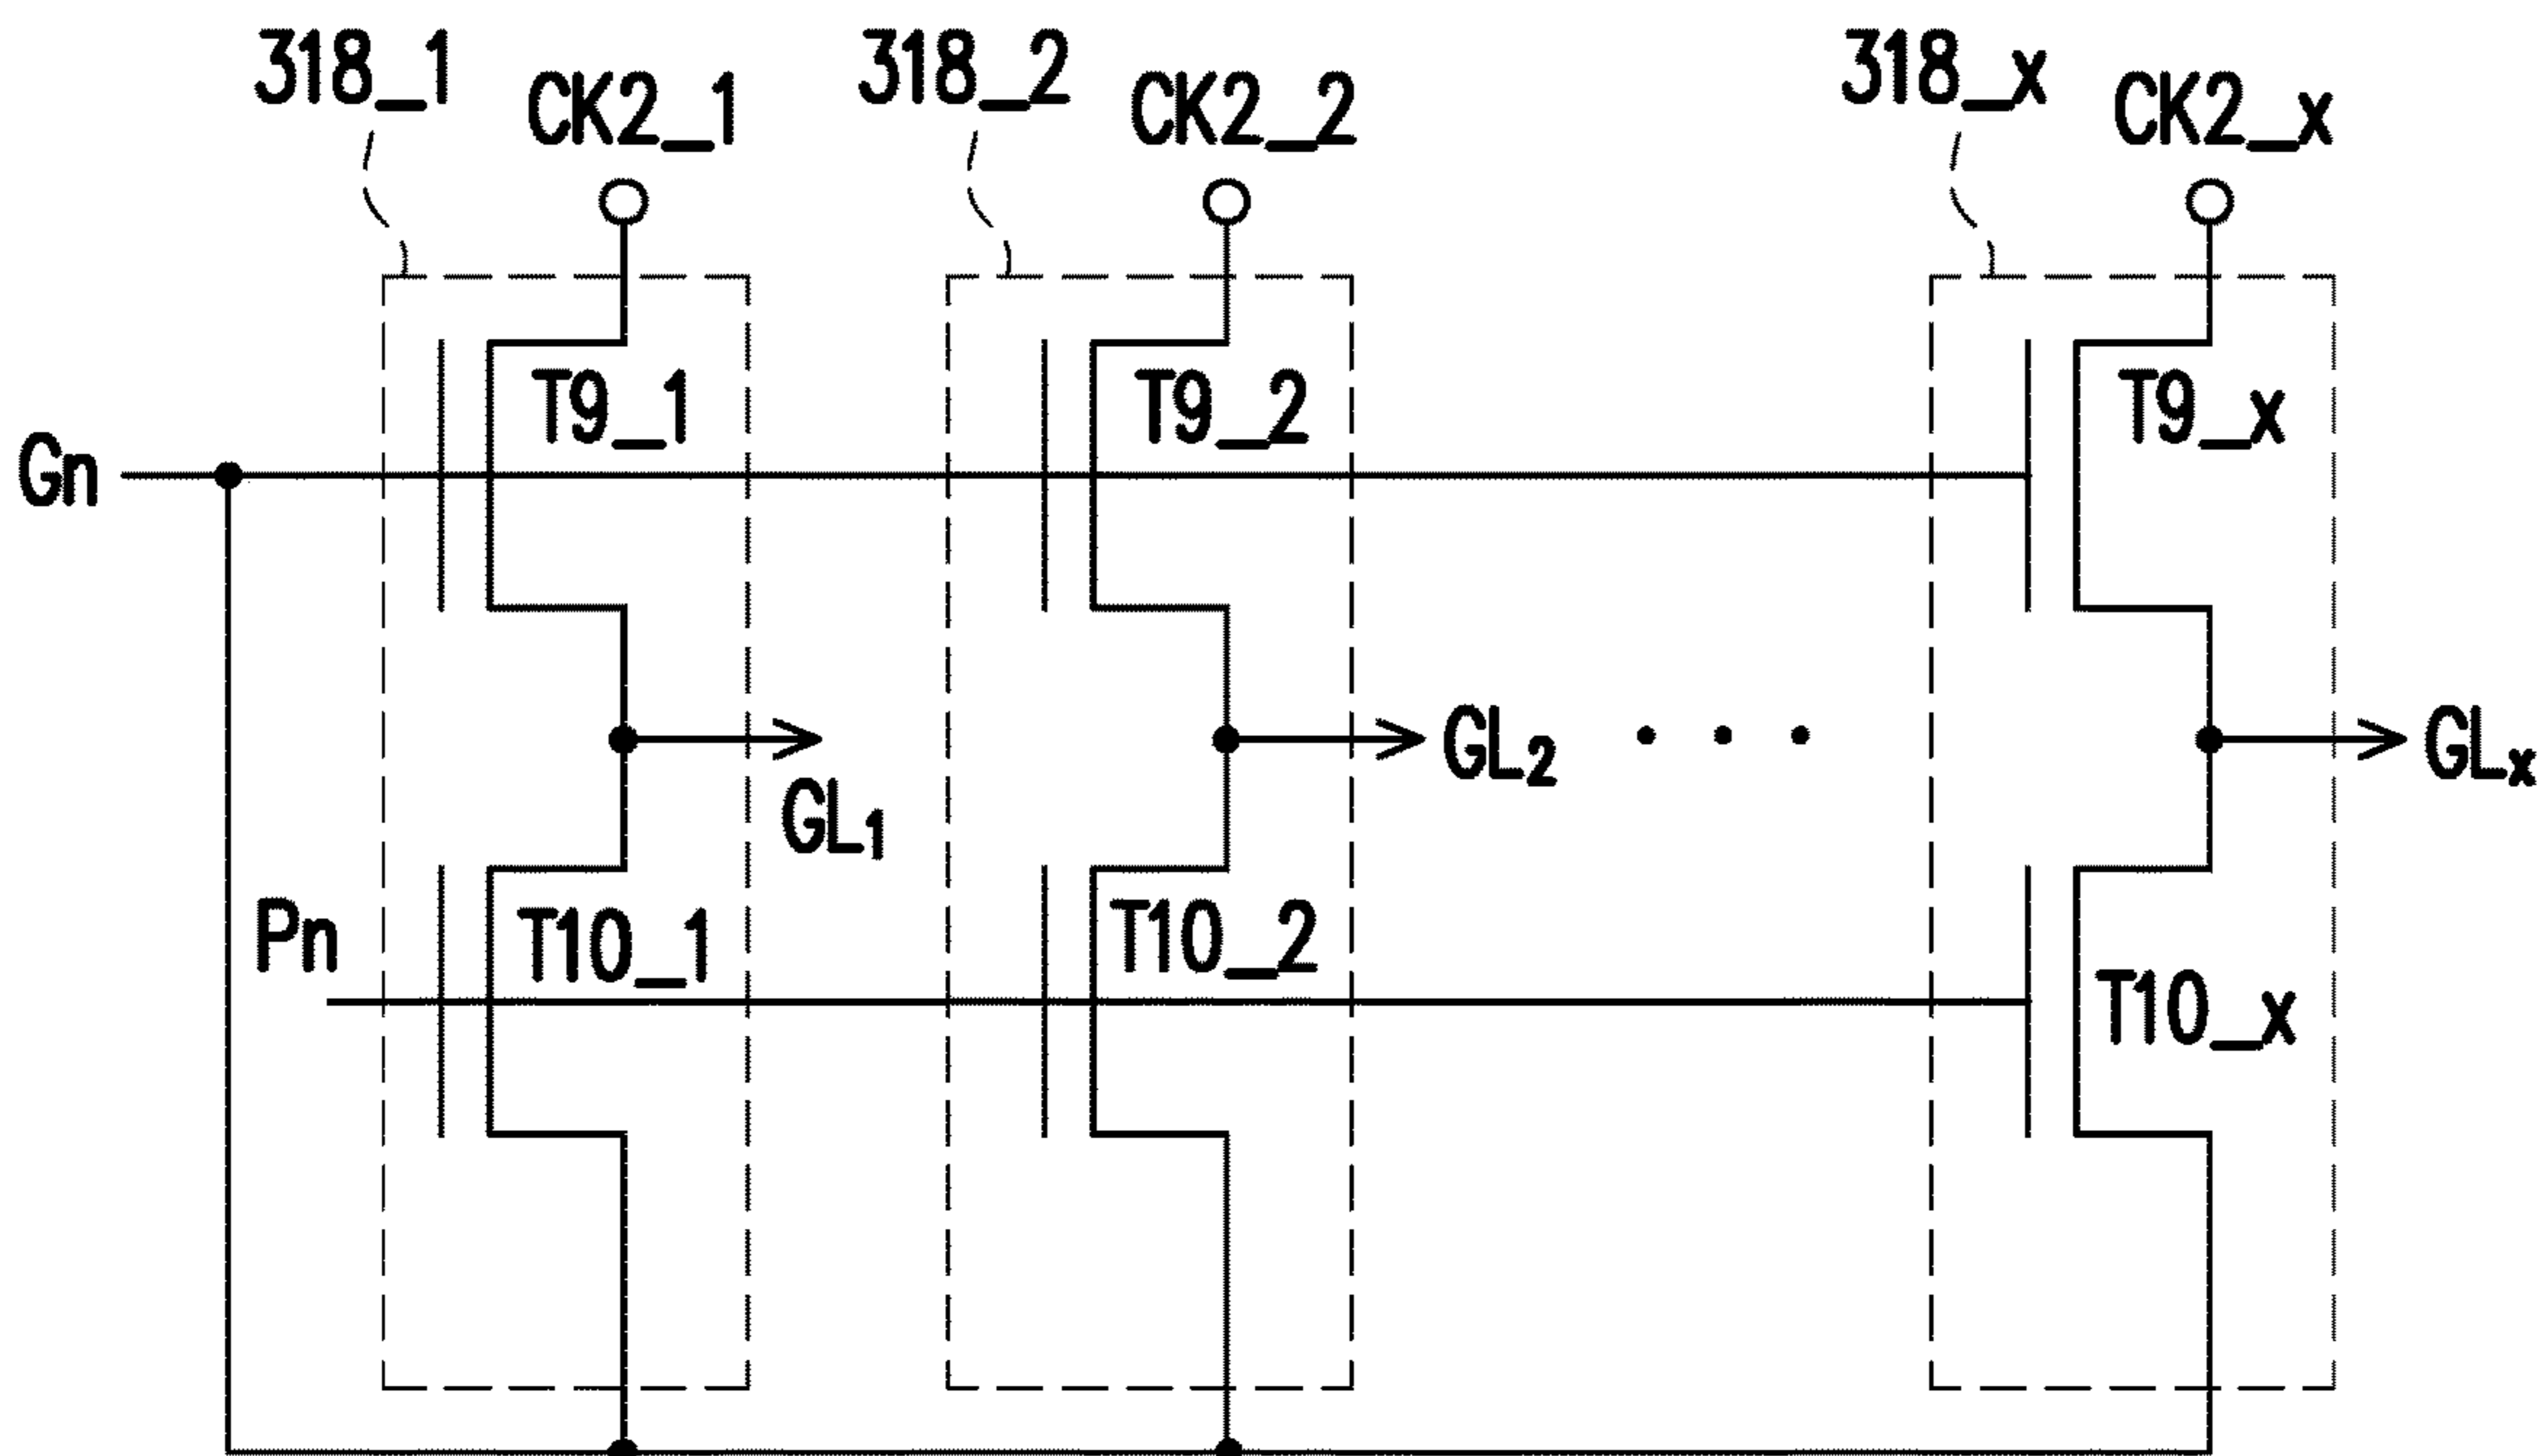 318_1
CK2_1
318_2
CK2_2
318_x
CK2_x
T9_1
T9_2
T9_x
Gn
GL₁
GL₂
GLₓ
Pn
T10_1
T10_2
T10_x